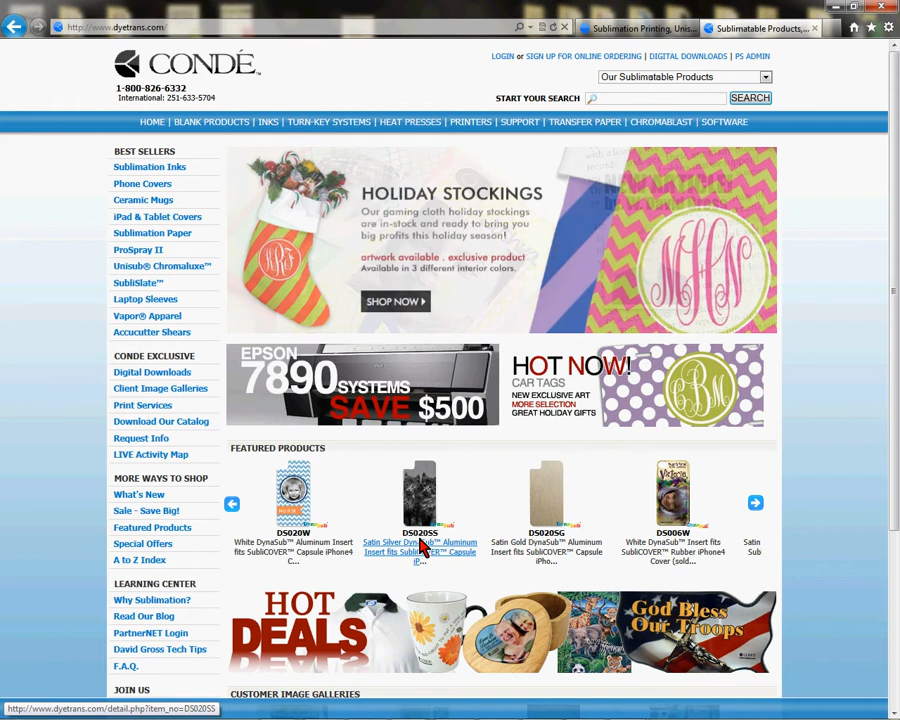 http://www.dyetrans.com/
Sublimation Printing, Unis...
Sublimatable Products,...
CONDÉ
1-800-826-6332
International: 251-633-5704
LOGIN or SIGN UP FOR ONLINE ORDERING | DIGITAL DOWNLOADS | PS ADMIN
Our Sublimatable Products
START YOUR SEARCH
SEARCH
HOME | BLANK PRODUCTS | INKS | TURN-KEY SYSTEMS | HEAT PRESSES | PRINTERS | SUPPORT | TRANSFER PAPER | CHROMABLAST | SOFTWARE
BEST SELLERS
Sublimation Inks
Phone Covers
Ceramic Mugs
iPad & Tablet Covers
Sublimation Paper
ProSpray II
Unisub® Chromaluxe™
SubliSlate™
Laptop Sleeves
Vapor® Apparel
Accucutter Shears
CONDE EXCLUSIVE
Digital Downloads
Client Image Galleries
Print Services
Download Our Catalog
Request Info
LIVE Activity Map
MORE WAYS TO SHOP
What's New
Sale - Save Big!
Featured Products
Special Offers
A to Z Index
LEARNING CENTER
Why Sublimation?
Read Our Blog
PartnerNET Login
David Gross Tech Tips
F.A.Q.
JOIN US
HOLIDAY STOCKINGS
Our gaming cloth holiday stockings
are in-stock and ready to bring you
big profits this holiday season!
artwork available . exclusive product
Available in 3 different interior colors.
SHOP NOW
EPSON
7890 SYSTEMS
SAVE $500
HOT NOW!
CAR TAGS
NEW EXCLUSIVE ART
MORE SELECTION
GREAT HOLIDAY GIFTS
FEATURED PRODUCTS
DS020W
White DynaSub™ Aluminum Insert
fits SubliCOVER™ Capsule iPhone4
C...
DS020SS
Satin Silver DynaSub™ Aluminum
Insert fits SubliCOVER™ Capsule
iP...
DS020SG
Satin Gold DynaSub™ Aluminum
Insert fits SubliCOVER™ Capsule
iPho...
DS006W
White DynaSub™ Insert fits
SubliCOVER™ Rubber iPhone4
Cover (sold...
Satin
Sub
HOT
DEALS
God Bless
Our Troops
CUSTOMER IMAGE GALLERIES
http://www.dyetrans.com/detail.php?item_no=DS020SS